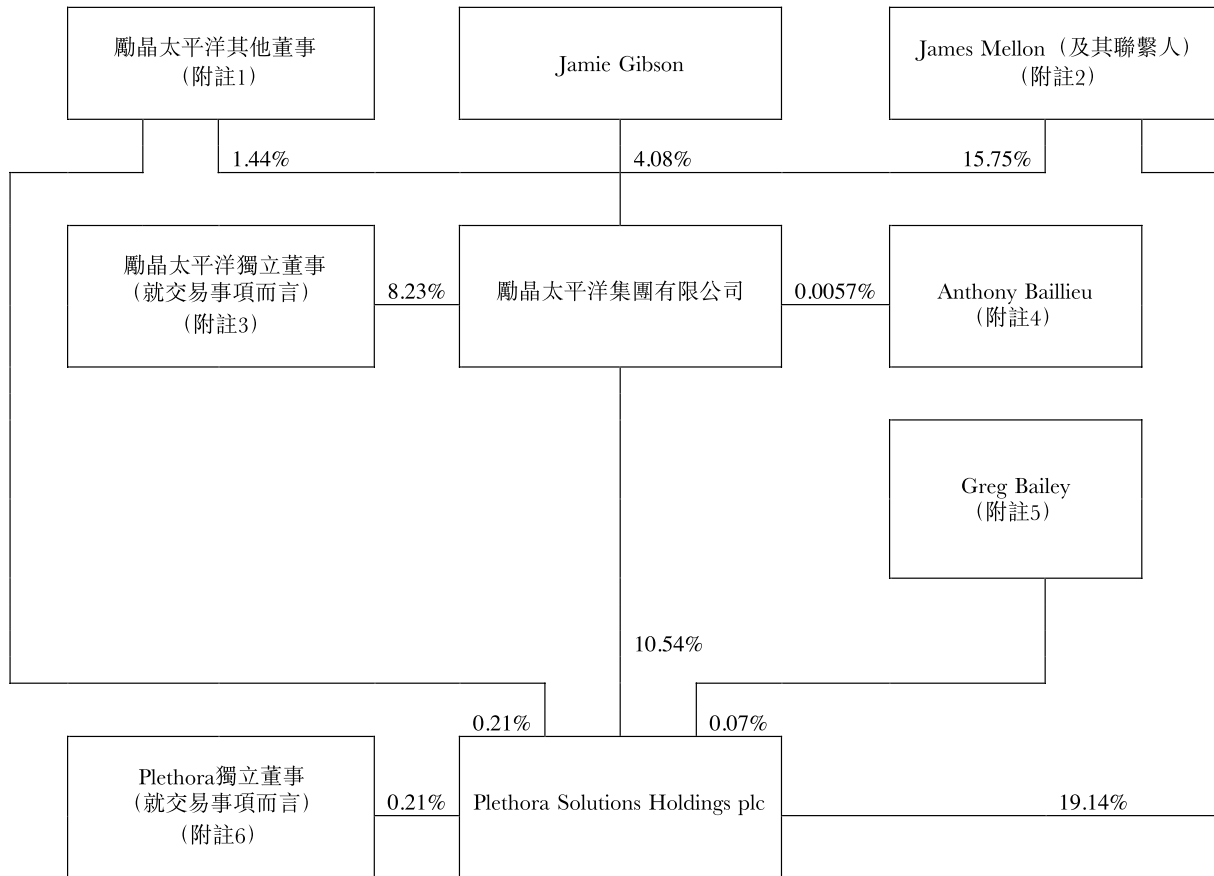 勵晶太平洋其他董事
（附註1）
Jamie Gibson
James Mellon（及其聯繫人）
（附註2）
1.44%
4.08%
15.75%
勵晶太平洋獨立董事
（就交易事項而言）
（附註3）
8.23%
勵晶太平洋集團有限公司
0.0057%
Anthony Baillieu
（附註4）
Greg Bailey
（附註5）
10.54%
0.21%
0.07%
Plethora獨立董事
（就交易事項而言）
（附註6）
0.21%
Plethora Solutions Holdings plc
19.14%